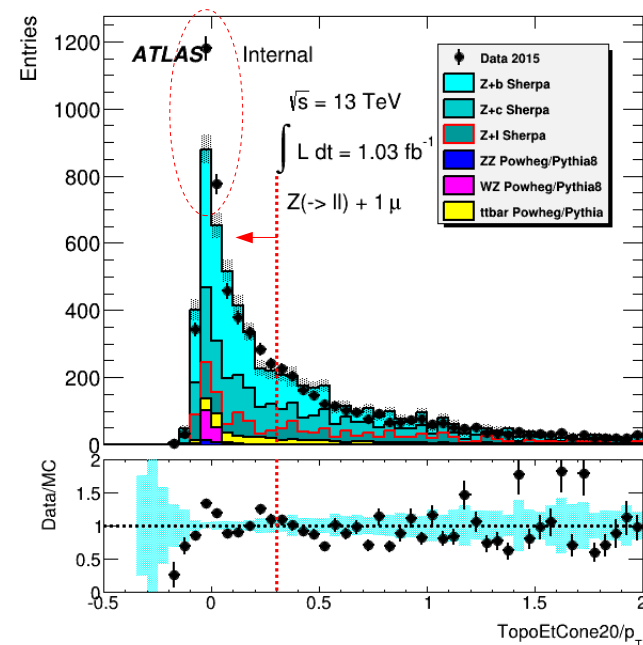 Entries
1200
1000
800
600
400
200
0
ATLAS Internal
√s = 13 TeV
∫ L dt = 1.03 fb⁻¹
Z(-> ll) + 1 μ
Data 2015
Z+b Sherpa
Z+c Sherpa
Z+l Sherpa
ZZ Powheg/Pythia8
WZ Powheg/Pythia8
ttbar Powheg/Pythia
Data/MC
2
1.5
1
0.5
0
-0.5 0 0.5 1 1.5 2
TopoEtCone20/p_T